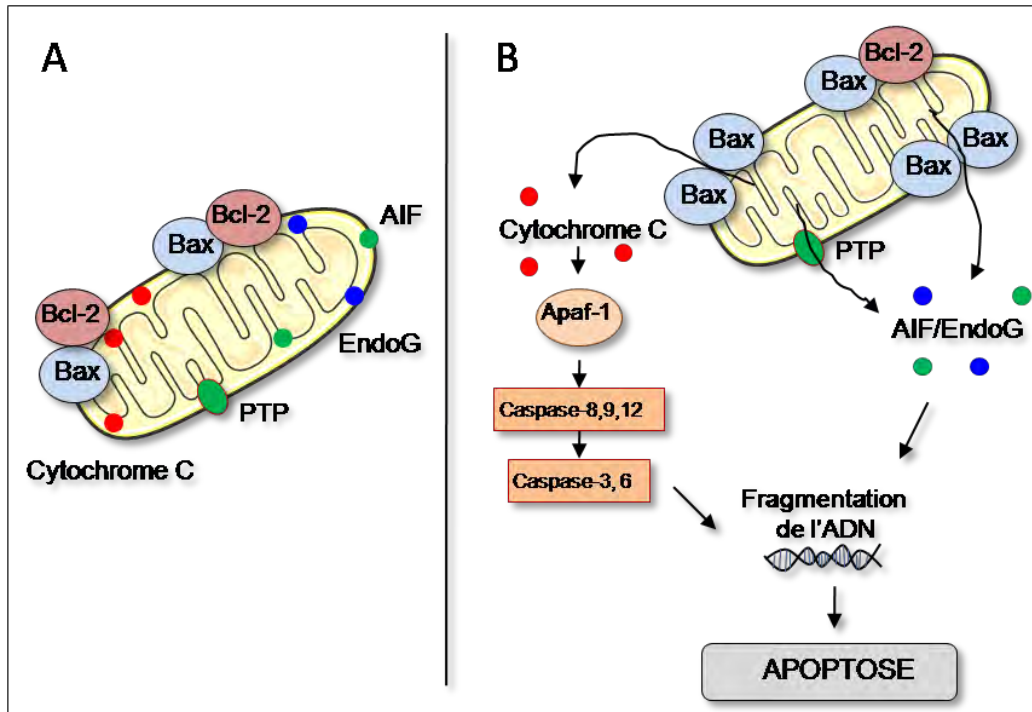 A
Bcl-2
Bax
AIF
Bcl-2
Bax
EndoG
PTP
Cytochrome C
B
Bcl-2
Bax
Bax
Bax
Bax
Bax
PTP
Cytochrome C
Apaf-1
AIF/EndoG
Caspase-8,9,12
Caspase-3, 6
Fragmentation
de l'ADN
APOPTOSE